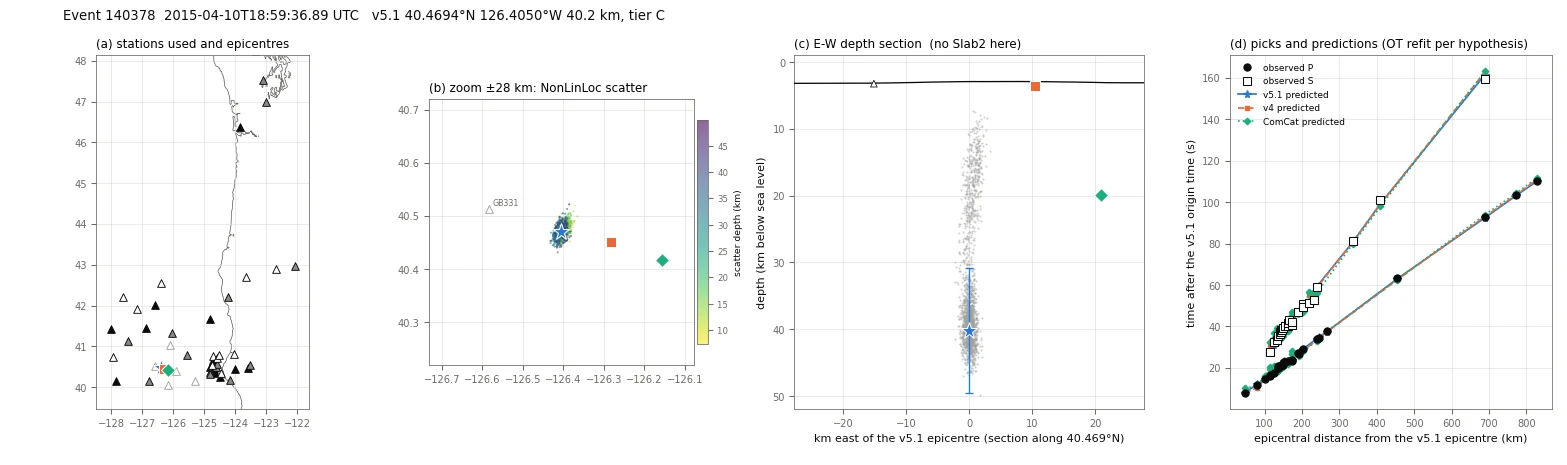 Event 140378  2015-04-10T18:59:36.89 UTC   v5.1 40.4694°N 126.4050°W 40.2 km, tier C
(a) stations used and epicentres
48
47
46
45
44
43
42
41
40
−128 −127 −126 −125 −124 −123 −122
(b) zoom ±28 km: NonLinLoc scatter
40.7
40.6
40.5
40.4
40.3
GB331
−126.7 −126.6 −126.5 −126.4 −126.3 −126.2 −126.1
45
40
35
30
25
20
15
10
scatter depth (km)
(c) E-W depth section  (no Slab2 here)
0
10
20
30
40
50
depth (km below sea level)
−20 −10 0 10 20
km east of the v5.1 epicentre (section along 40.469°N)
(d) picks and predictions (OT refit per hypothesis)
observed P
observed S
v5.1 predicted
v4 predicted
ComCat predicted
160
140
120
100
80
60
40
20
time after the v5.1 origin time (s)
100 200 300 400 500 600 700 800
epicentral distance from the v5.1 epicentre (km)